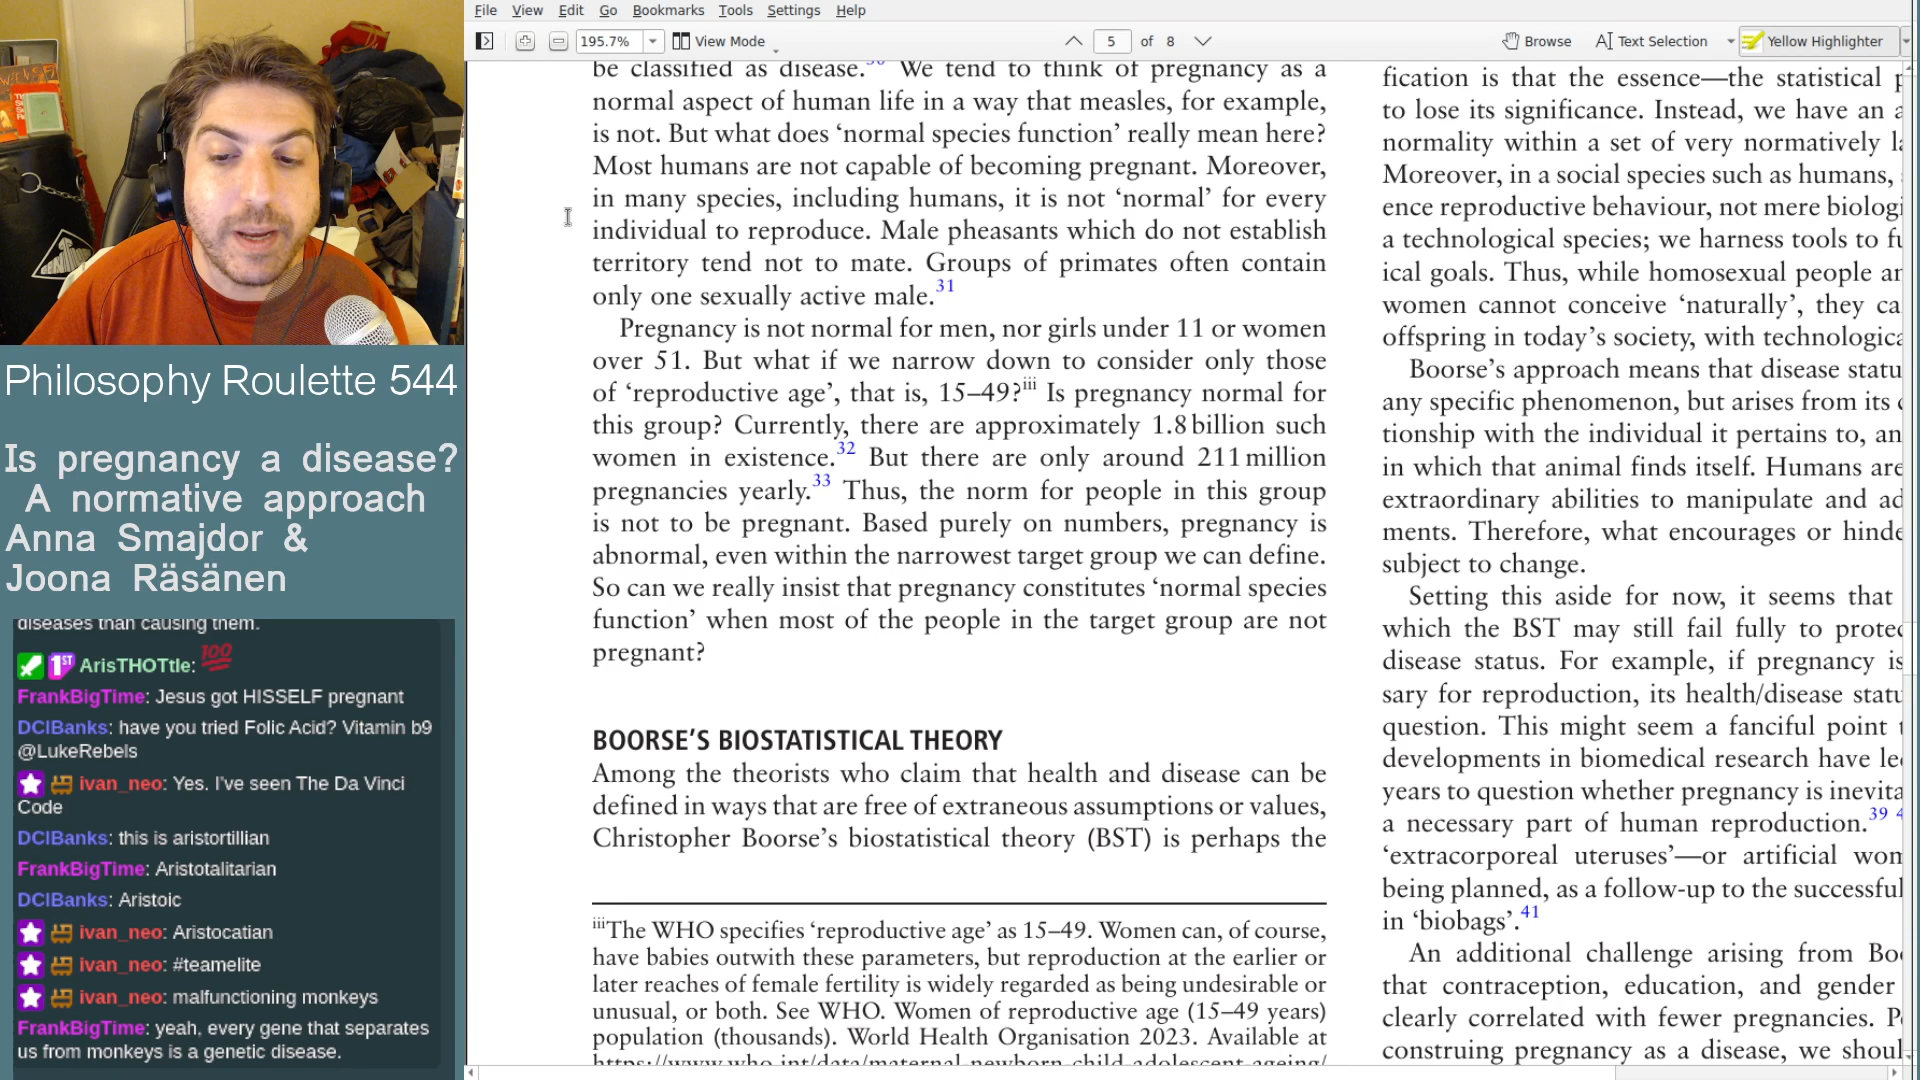 File View Edit Go Bookmarks Tools Settings Help
195.7% View Mode 5 of 8 Browse Text Selection Yellow Highlighter
be classified as disease.30 We tend to think of pregnancy as a
normal aspect of human life in a way that measles, for example,
is not. But what does ‘normal species function’ really mean here?
Most humans are not capable of becoming pregnant. Moreover,
in many species, including humans, it is not ‘normal’ for every
individual to reproduce. Male pheasants which do not establish
territory tend not to mate. Groups of primates often contain
only one sexually active male.31
Pregnancy is not normal for men, nor girls under 11 or women
over 51. But what if we narrow down to consider only those
of ‘reproductive age’, that is, 15–49?iii Is pregnancy normal for
this group? Currently, there are approximately 1.8 billion such
women in existence.32 But there are only around 211 million
pregnancies yearly.33 Thus, the norm for people in this group
is not to be pregnant. Based purely on numbers, pregnancy is
abnormal, even within the narrowest target group we can define.
So can we really insist that pregnancy constitutes ‘normal species
function’ when most of the people in the target group are not
pregnant?
BOORSE’S BIOSTATISTICAL THEORY
Among the theorists who claim that health and disease can be
defined in ways that are free of extraneous assumptions or values,
Christopher Boorse’s biostatistical theory (BST) is perhaps the
iiiThe WHO specifies ‘reproductive age’ as 15–49. Women can, of course,
have babies outwith these parameters, but reproduction at the earlier or
later reaches of female fertility is widely regarded as being undesirable or
unusual, or both. See WHO. Women of reproductive age (15–49 years)
population (thousands). World Health Organisation 2023. Available at
https://www.who.int/data/maternal-newborn-child-adolescent-ageing/
fication is that the essence—the statistical
to lose its significance. Instead, we have an
normality within a set of very normatively
Moreover, in a social species such as humans,
ence reproductive behaviour, not mere biologi
a technological species; we harness tools to fu
ical goals. Thus, while homosexual people
women cannot conceive ‘naturally’, they ca
offspring in today’s society, with technologica
Boorse’s approach means that disease statu
any specific phenomenon, but arises from its
tionship with the individual it pertains to, an
in which that animal finds itself. Humans are
extraordinary abilities to manipulate and ad
ments. Therefore, what encourages or hinde
subject to change.
Setting this aside for now, it seems that
which the BST may still fail fully to protec
disease status. For example, if pregnancy is
sary for reproduction, its health/disease statu
question. This might seem a fanciful point
developments in biomedical research have le
years to question whether pregnancy is inevita
a necessary part of human reproduction.39
‘extracorporeal uteruses’—or artificial wom
being planned, as a follow-up to the successful
in ‘biobags’.41
An additional challenge arising from Boo
that contraception, education, and gender
clearly correlated with fewer pregnancies.
construing pregnancy as a disease, we shoul
Philosophy Roulette 544
Is pregnancy a disease?
A normative approach
Anna Smajdor &
Joona Räsänen
diseases than causing them.
1ST ArisTHOTtle: 100
FrankBigTime: Jesus got HISSELF pregnant
DCIBanks: have you tried Folic Acid? Vitamin b9
@LukeRebels
ivan_neo: Yes. I've seen The Da Vinci
Code
DCIBanks: this is aristortillian
FrankBigTime: Aristotalitarian
DCIBanks: Aristoic
ivan_neo: Aristocatian
ivan_neo: #teamelite
ivan_neo: malfunctioning monkeys
FrankBigTime: yeah, every gene that separates
us from monkeys is a genetic disease.